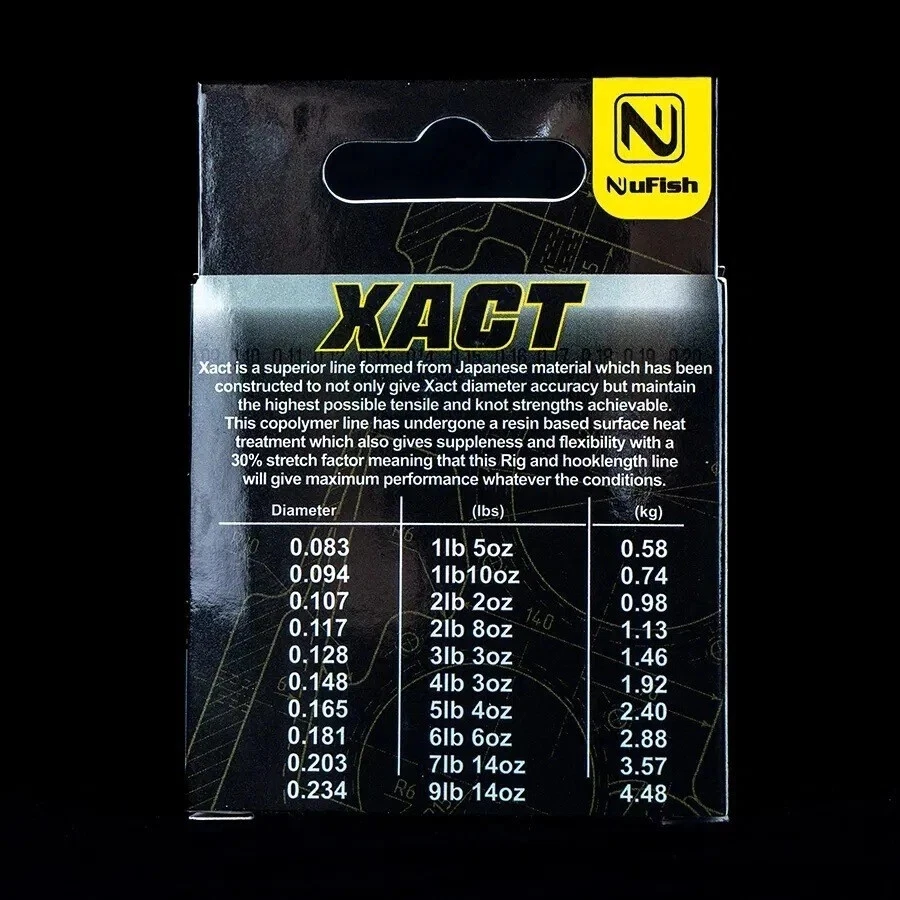 NuFish
XACT
Xact is a superior line formed from Japanese material which has been
constructed to not only give Xact diameter accuracy but maintain
the highest possible tensile and knot strengths achievable.
This copolymer line has undergone a resin based surface heat
treatment which also gives suppleness and flexibility with a
30% stretch factor meaning that this Rig and hooklength line
will give maximum performance whatever the conditions.
Diameter (lbs) (kg)
0.083 1lb 5oz 0.58
0.094 1lb10oz 0.74
0.107 2lb 2oz 0.98
0.117 2lb 8oz 1.13
0.128 3lb 3oz 1.46
0.148 4lb 3oz 1.92
0.165 5lb 4oz 2.40
0.181 6lb 6oz 2.88
0.203 7lb 14oz 3.57
0.234 9lb 14oz 4.48
R6
140
R6